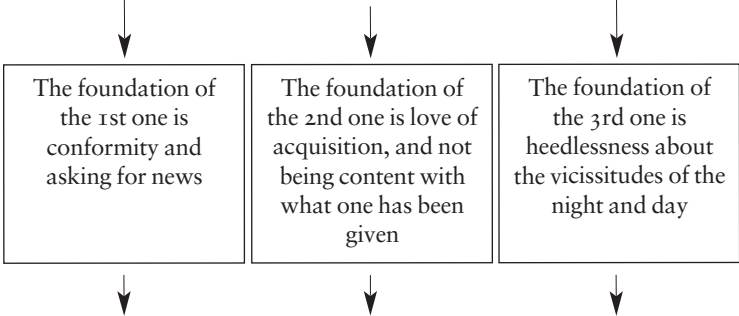 The foundation of
the 1st one is
conformity and
asking for news
The foundation of
the 2nd one is love of
acquisition, and not
being content with
what one has been
given
The foundation of
the 3rd one is
heedlessness about
the vicissitudes of the
night and day